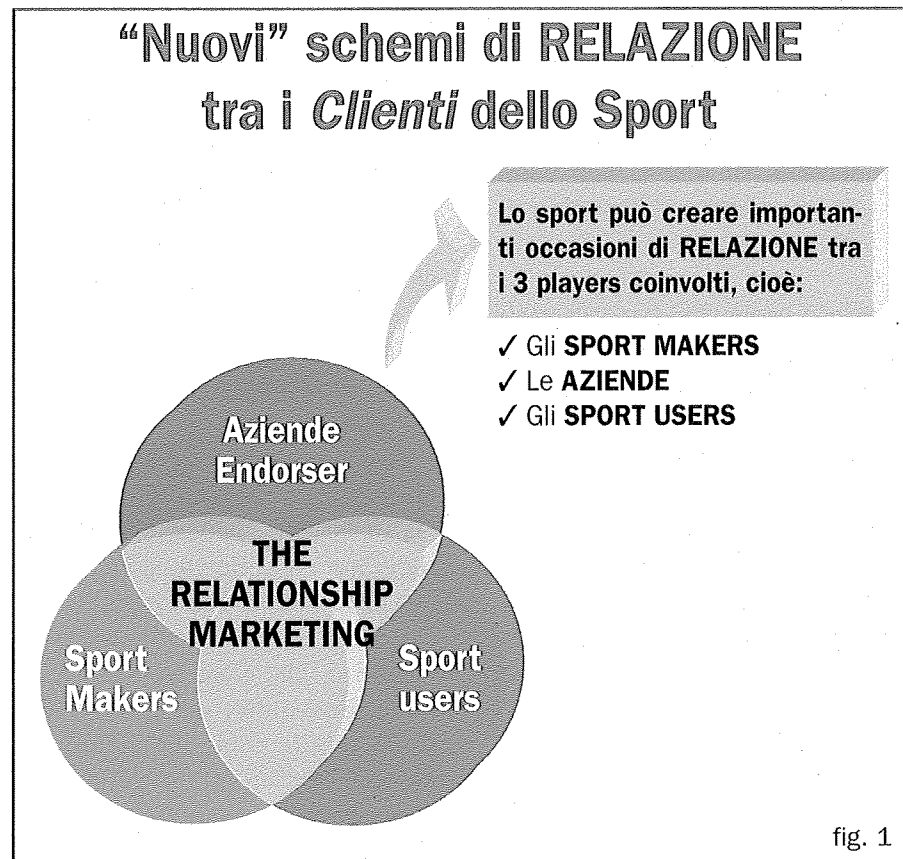 “Nuovi” schemi di RELAZIONE
tra i Clienti dello Sport
Lo sport può creare importan-
ti occasioni di RELAZIONE tra
i 3 players coinvolti, cioè:
✓ Gli SPORT MAKERS
✓ Le AZIENDE
✓ Gli SPORT USERS
Aziende
Endorser
THE
RELATIONSHIP
MARKETING
Sport
Makers
Sport
users
fig. 1